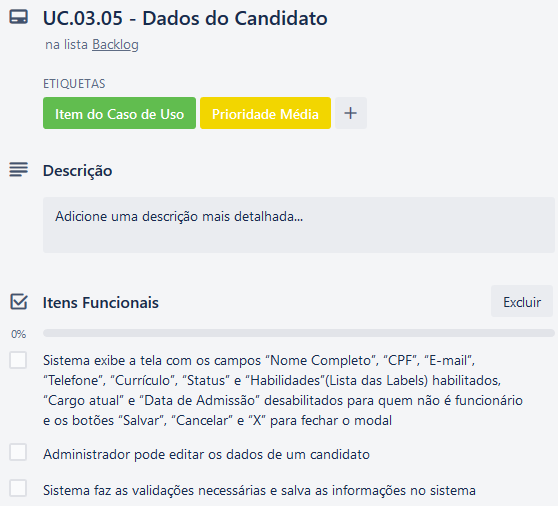 UC.03.05 - Dados do Candidato
na lista Backlog
ETIQUETAS
Item do Caso de Uso Prioridade Média +
Descrição
Adicione uma descrição mais detalhada...
Itens Funcionais Excluir
0%
Sistema exibe a tela com os campos “Nome Completo”, “CPF”, “E-mail”,
“Telefone”, “Currículo”, “Status” e “Habilidades”(Lista das Labels) habilitados,
“Cargo atual” e “Data de Admissão” desabilitados para quem não é funcionário
e os botões “Salvar”, “Cancelar” e “X” para fechar o modal
Administrador pode editar os dados de um candidato
Sistema faz as validações necessárias e salva as informações no sistema